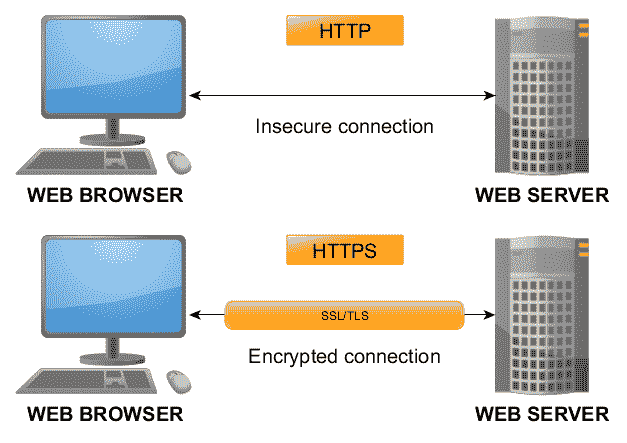 HTTP
Insecure connection
WEB BROWSER
WEB SERVER
HTTPS
SSL/TLS
Encrypted connection
WEB BROWSER
WEB SERVER